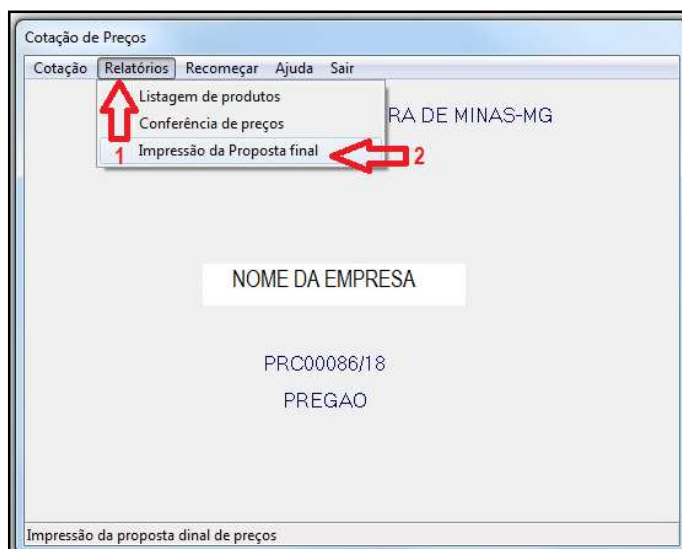 Cotação de Preços
Cotação Relatórios Recomeçar Ajuda Sair
Listagem de produtos
RA DE MINAS-MG
Conferência de preços
1 Impressão da Proposta final 2
NOME DA EMPRESA
PRC00086/18
PREGAO
Impressão da proposta dinal de preços